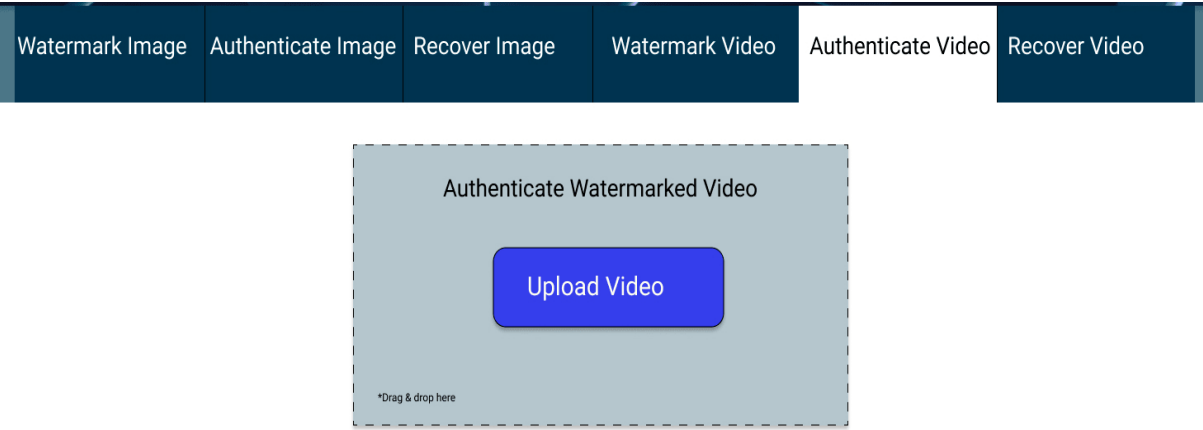 Watermark Image Authenticate Image Recover Image Watermark Video Authenticate Video Recover Video
Authenticate Watermarked Video
Upload Video
*Drag & drop here